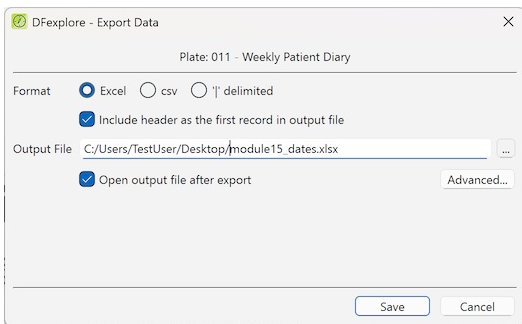 DFexplore - Export Data
Plate: 011 - Weekly Patient Diary
Format Excel csv '|' delimited
Include header as the first record in output file
Output File C:/Users/TestUser/Desktop/module15_dates.xlsx ...
Open output file after export Advanced...
Save Cancel